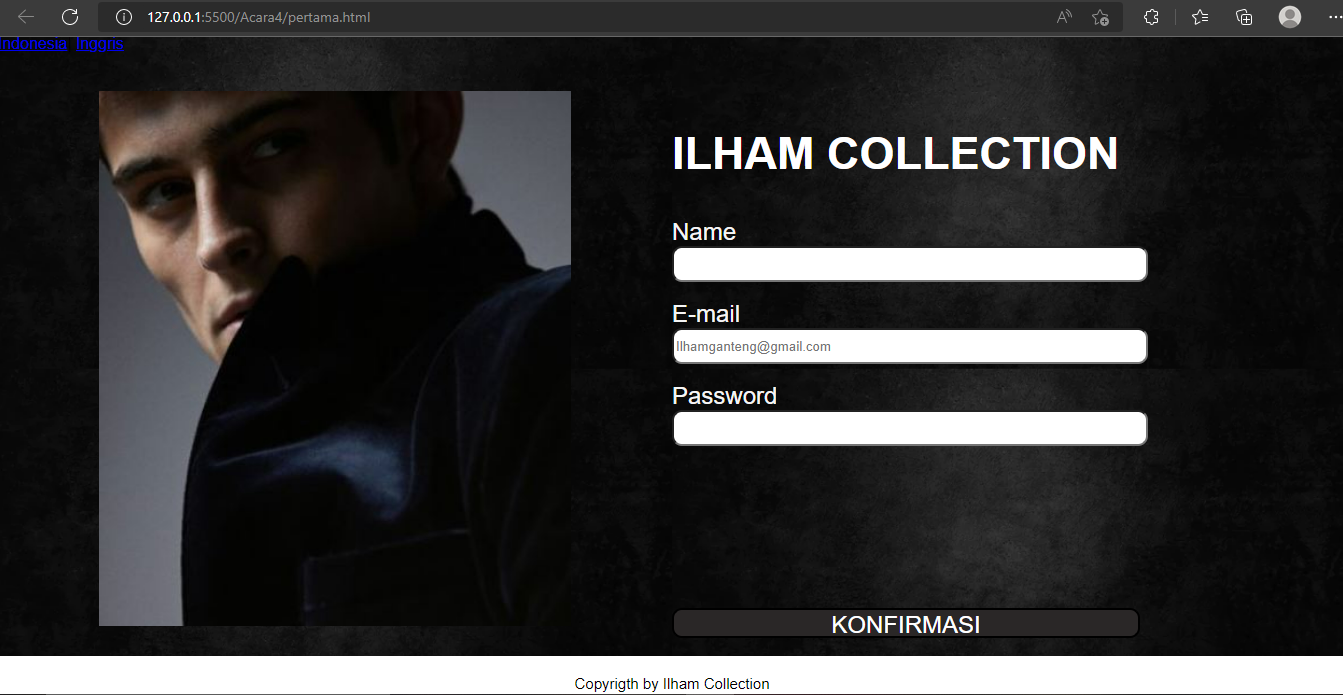 127.0.0.1:5500/Acara4/pertama.html
Indonesia Inggris
ILHAM COLLECTION
Name
E-mail
Ilhamganteng@gmail.com
Password
KONFIRMASI
Copyrigth by Ilham Collection